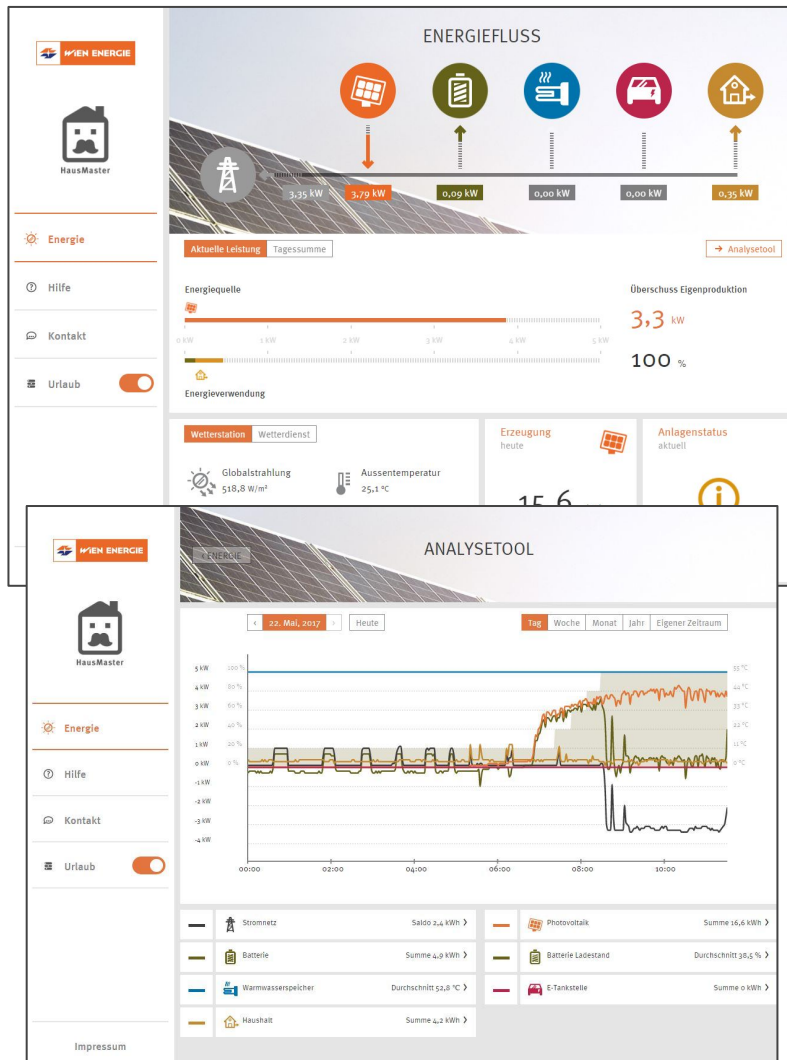 WIEN ENERGIE
HausMaster
Energie
Hilfe
Kontakt
Urlaub
ENERGIEFLUSS
3,35 kW 3,79 kW 0,09 kW 0,00 kW 0,00 kW 0,35 kW
Aktuelle Leistung Tagessumme
→ Analysetool
Energiequelle
0 kW 1 kW 2 kW 3 kW 4 kW 5 kW
Energieverwendung
Überschuss Eigenproduktion
3,3 kW
100 %
Wetterstation Wetterdienst
Globalstrahlung
518,8 W/m²
Aussentemperatur
25,1 °C
Erzeugung
heute
15,6
Anlagenstatus
aktuell
WIEN ENERGIE
HausMaster
Energie
Hilfe
Kontakt
Urlaub
Impressum
‹ ENERGIE
ANALYSETOOL
‹ 22. Mai, 2017 › Heute
Tag Woche Monat Jahr Eigener Zeitraum
5 kW 100 % 55 °C
4 kW 80 % 44 °C
3 kW 60 % 33 °C
2 kW 40 % 22 °C
1 kW 20 % 11 °C
0 kW 0 % 0 °C
-1 kW
-2 kW
-3 kW
-4 kW
00:00 02:00 04:00 06:00 08:00 10:00
Stromnetz Saldo 2,4 kWh ›
Photovoltaik Summe 16,6 kWh ›
Batterie Summe 4,9 kWh ›
Batterie Ladestand Durchschnitt 38,5 % ›
Warmwasserspeicher Durchschnitt 52,8 °C ›
E-Tankstelle Summe 0 kWh ›
Haushalt Summe 4,2 kWh ›